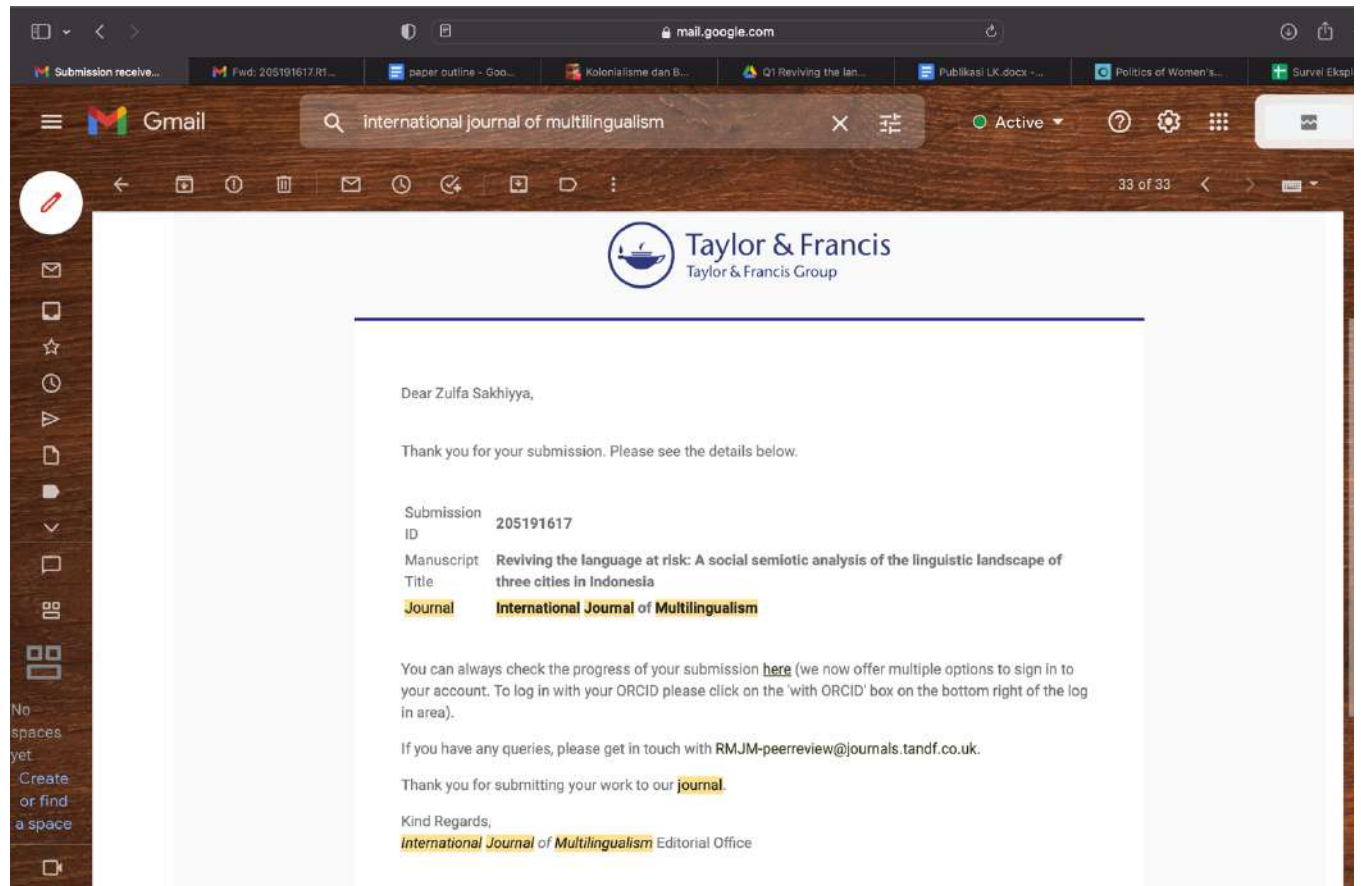 mail.google.com
Submission receive...
Fwd: 205191617.R1...
paper outline - Goo...
Kolonialisme dan B...
Q1 Reviving the lan...
Publikasi LK.docx -...
Politics of Women's...
Survei Ekspl
Gmail
international journal of multilingualism
Active
33 of 33
Taylor & Francis
Taylor & Francis Group
Dear Zulfa Sakhiyya,
Thank you for your submission. Please see the details below.
Submission
ID
205191617
Manuscript
Title
Reviving the language at risk: A social semiotic analysis of the linguistic landscape of
three cities in Indonesia
Journal
International Journal of Multilingualism
You can always check the progress of your submission here (we now offer multiple options to sign in to
your account. To log in with your ORCID please click on the 'with ORCID' box on the bottom right of the log
in area).
If you have any queries, please get in touch with RMJM-peerreview@journals.tandf.co.uk.
Thank you for submitting your work to our journal.
Kind Regards,
International Journal of Multilingualism Editorial Office
No
spaces
yet
Create
or find
a space